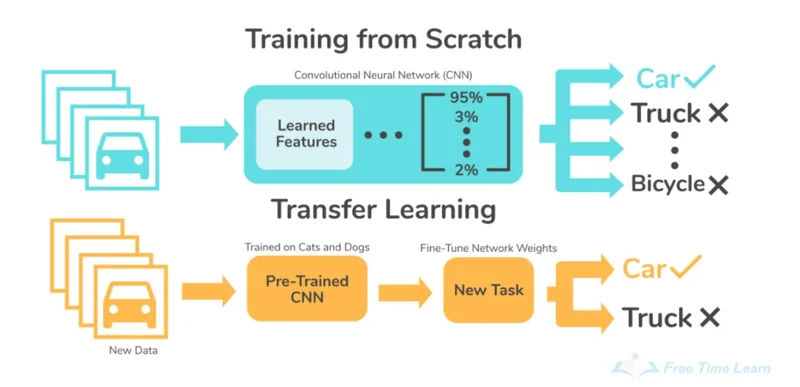 Training from Scratch
Convolutional Neural Network (CNN)
Learned
Features
95%
3%
2%
Car
Truck
Bicycle
Transfer Learning
Trained on Cats and Dogs
Fine-Tune Network Weights
Pre-Trained
CNN
New Task
Car
Truck
New Data
Free Time Learn